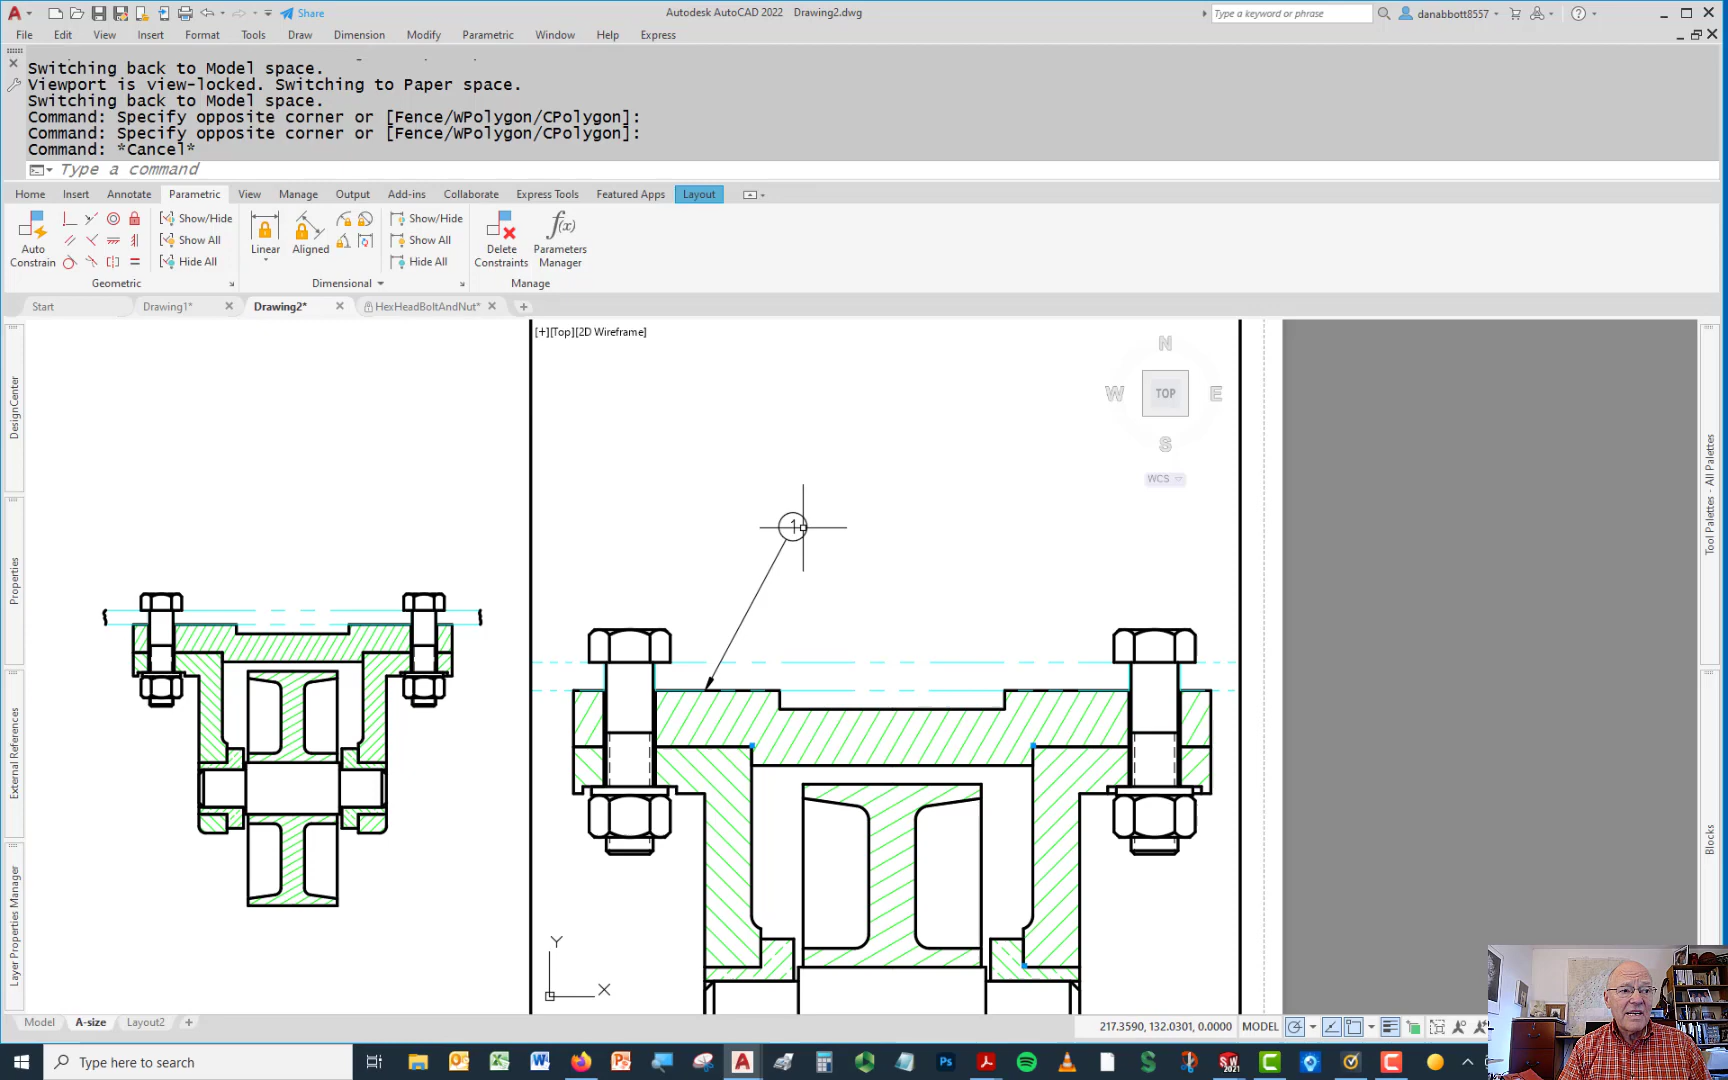 Share
Autodesk AutoCAD 2022 Drawing2.dwg
Type a keyword or phrase
danabbott8557
File Edit View Insert Format Tools Draw Dimension Modify Parametric Window Help Express
Switching back to Model space.
Viewport is view-locked. Switching to Paper space.
Switching back to Model space.
Command: Specify opposite corner or [Fence/WPolygon/CPolygon]:
Command: Specify opposite corner or [Fence/WPolygon/CPolygon]:
Command: *Cancel*
Type a command
Home Insert Annotate Parametric View Manage Output Add-ins Collaborate Express Tools Featured Apps Layout
Auto Constrain
Show/Hide
Show All
Hide All
Geometric
Linear
Aligned
Show/Hide
Show All
Hide All
Dimensional
Delete Constraints
f(x)
Parameters Manager
Manage
Start Drawing1* Drawing2* HexHeadBoltAndNut*
[+][Top][2D Wireframe]
N
W TOP E
S
WCS
1
Y
X
DesignCenter
Properties
External References
Layer Properties Manager
Tool Palettes - All Palettes
Blocks
Model A-size Layout2
217.3590, 132.0301, 0.0000 MODEL
Type here to search